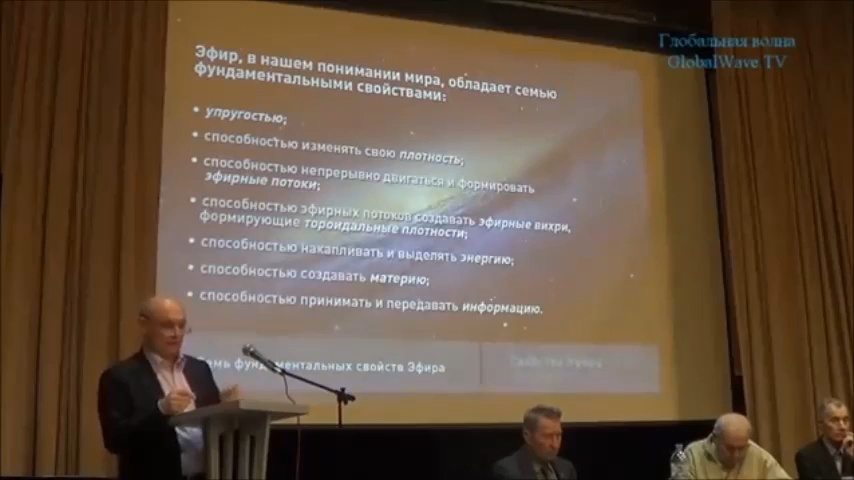 Глобальная волна
GlobalWave TV
Эфир, в нашем понимании мира, обладает семью
фундаментальными свойствами:
• упругостью;
• способностью изменять свою плотность;
• способностью непрерывно двигаться и формировать
эфирные потоки;
• способностью эфирных потоков создавать эфирные вихри,
формирующие тороидальные плотности;
• способностью накапливать и выделять энергию;
• способностью создавать материю;
• способностью принимать и передавать информацию.
Семь фундаментальных свойств Эфира